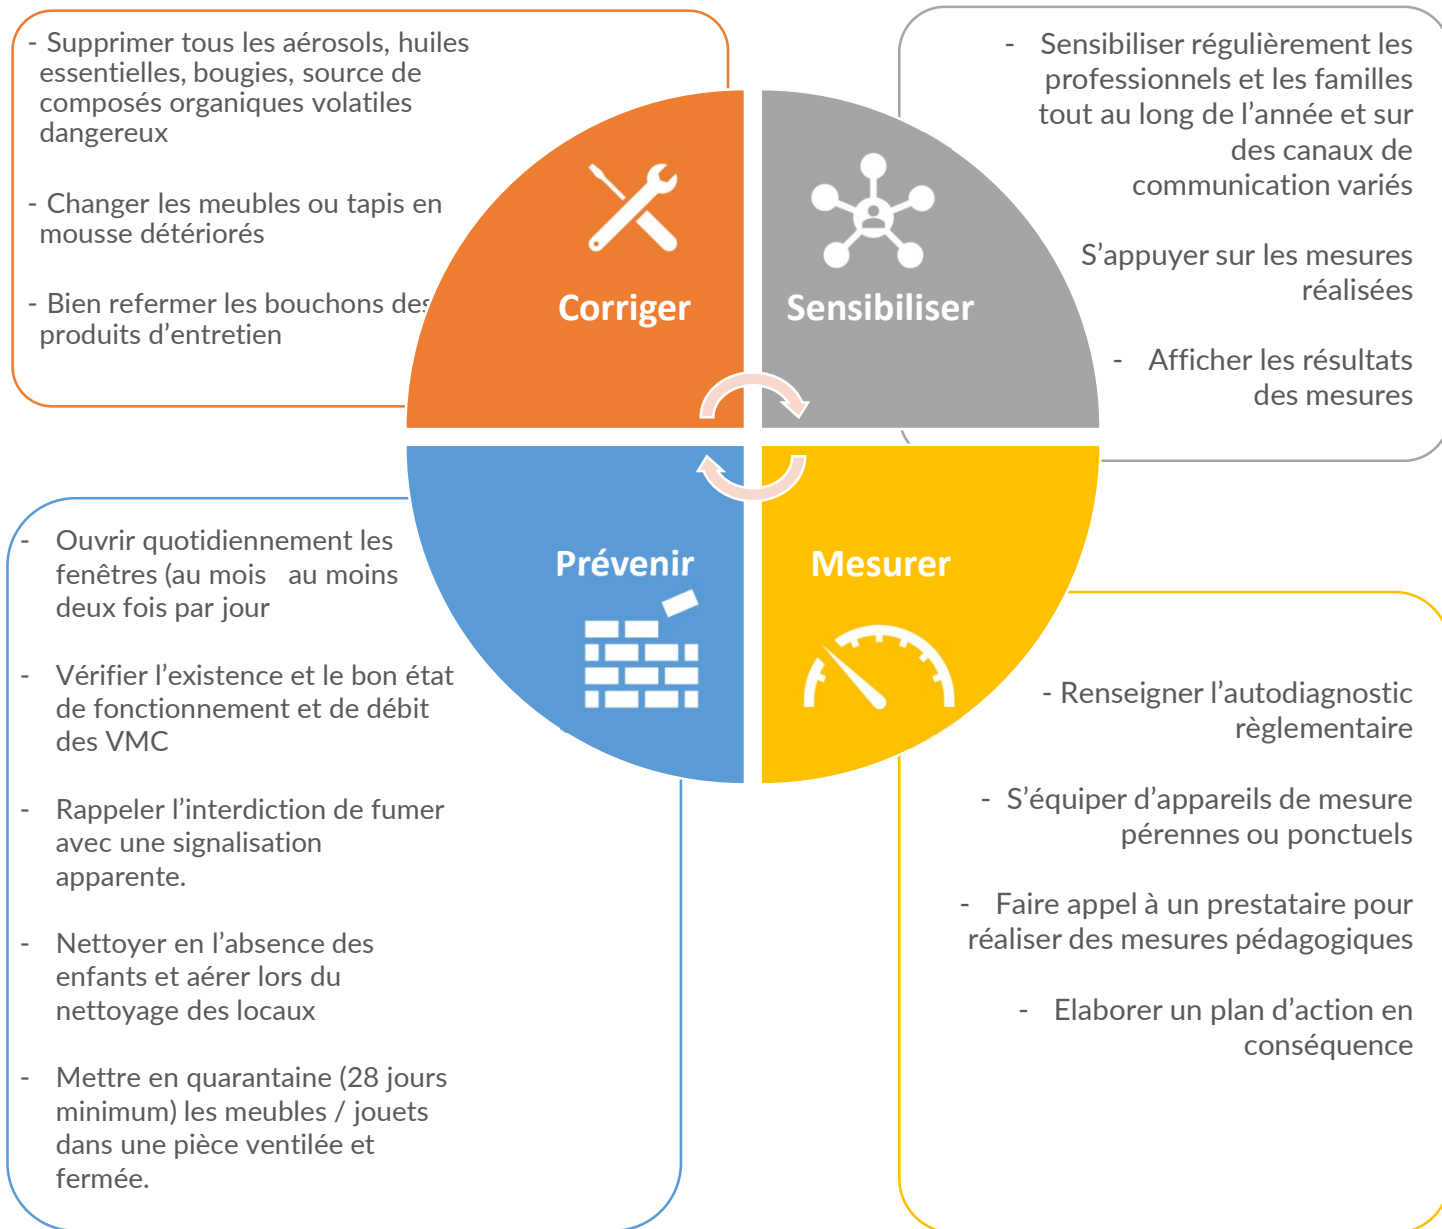 - Supprimer tous les aérosols, huiles
essentielles, bougies, source de
composés organiques volatiles
dangereux
- Changer les meubles ou tapis en
mousse détériorés
- Bien refermer les bouchons des
produits d’entretien
Corriger
- Sensibiliser régulièrement les
professionnels et les familles
tout au long de l’année et sur
des canaux de
communication variés
S’appuyer sur les mesures
réalisées
- Afficher les résultats
des mesures
Sensibiliser
- Ouvrir quotidiennement les
fenêtres (au mois au moins
deux fois par jour
- Vérifier l’existence et le bon état
de fonctionnement et de débit
des VMC
- Rappeler l’interdiction de fumer
avec une signalisation
apparente.
- Nettoyer en l’absence des
enfants et aérer lors du
nettoyage des locaux
- Mettre en quarantaine (28 jours
minimum) les meubles / jouets
dans une pièce ventilée et
fermée.
Prévenir
Mesurer
- Renseigner l’autodiagnostic
règlementaire
- S’équiper d’appareils de mesure
pérennes ou ponctuels
- Faire appel à un prestataire pour
réaliser des mesures pédagogiques
- Elaborer un plan d’action en
conséquence